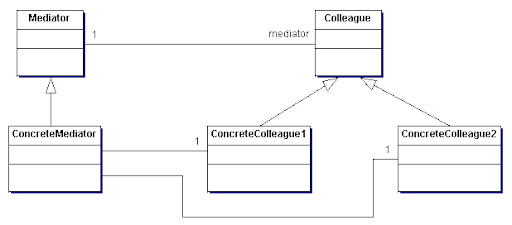 Mediator
Colleague
1
mediator
ConcreteMediator
ConcreteColleague1
ConcreteColleague2
1
1